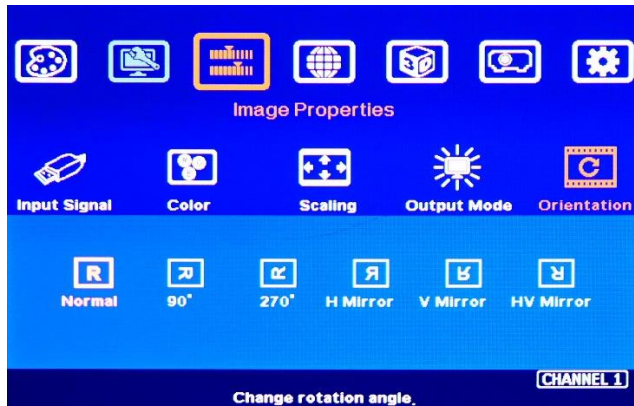 3D
Image Properties
Input Signal Color Scaling Output Mode Orientation
R R R R R R
Normal 90° 270° H Mirror V Mirror HV Mirror
CHANNEL 1
Change rotation angle.